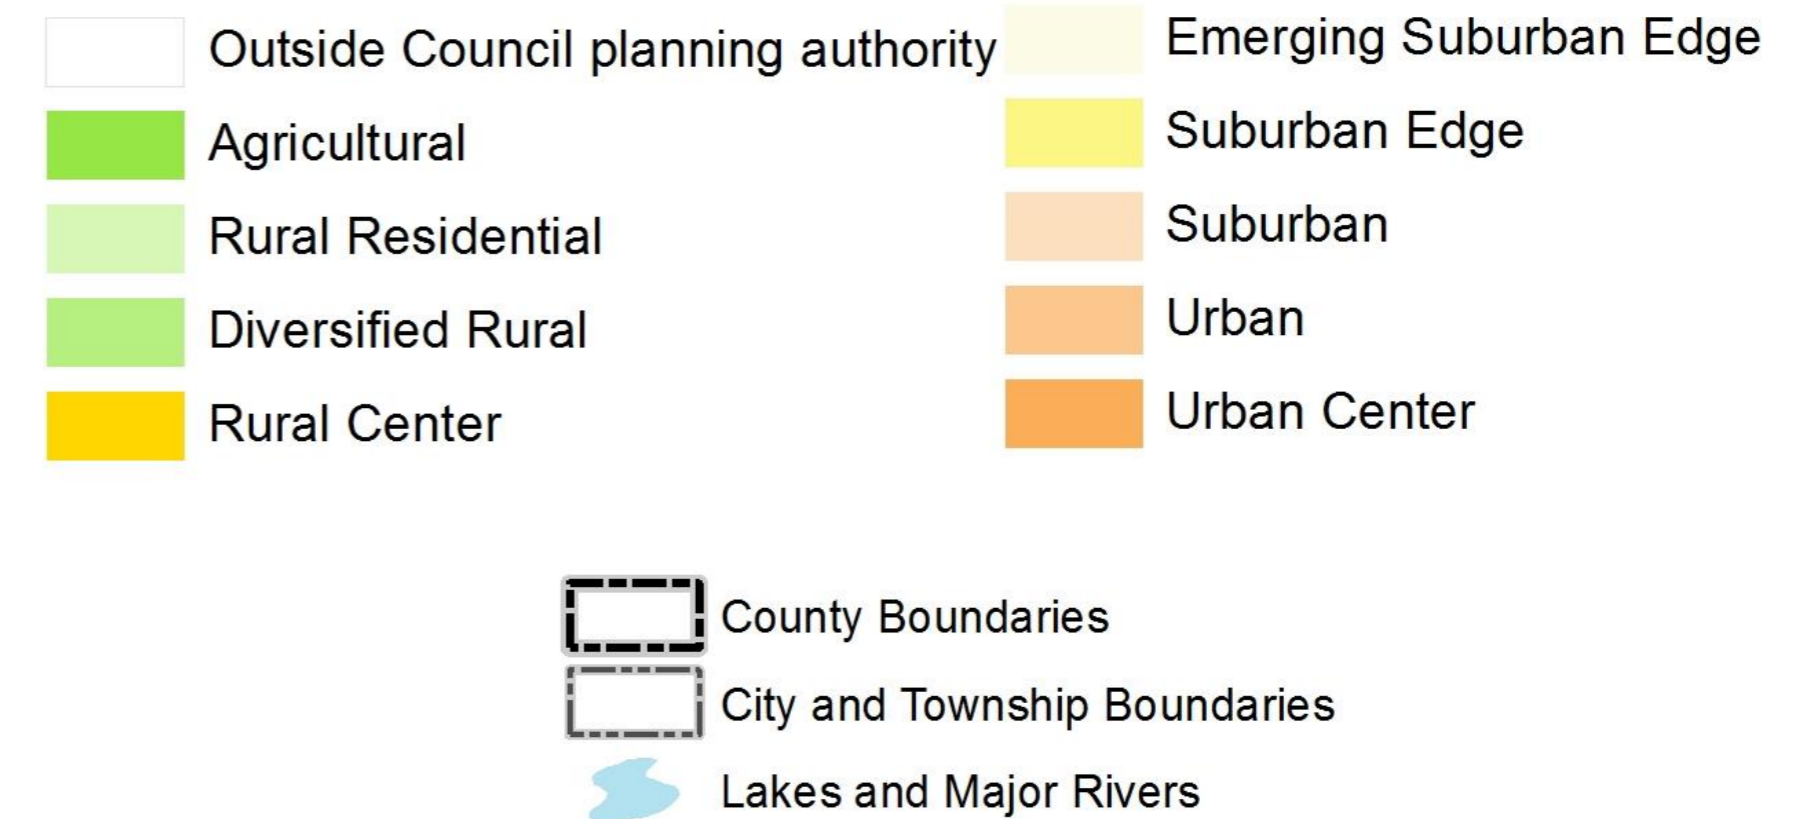 Outside Council planning authority
Agricultural
Rural Residential
Diversified Rural
Rural Center
Emerging Suburban Edge
Suburban Edge
Suburban
Urban
Urban Center
County Boundaries
City and Township Boundaries
Lakes and Major Rivers